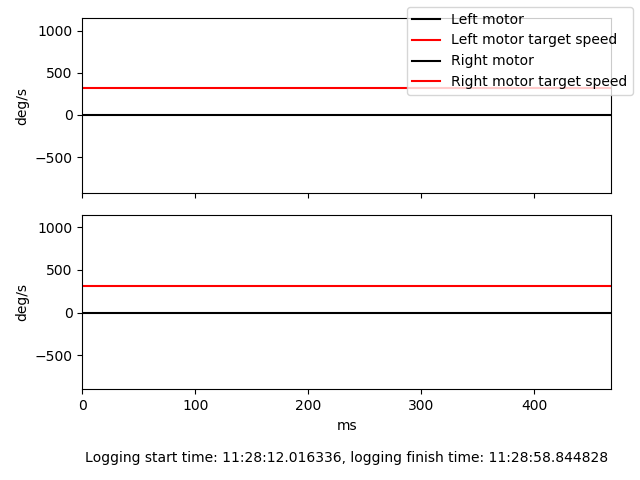 Left motor
Left motor target speed
Right motor
Right motor target speed
1000
500
0
−500
deg/s
1000
500
0
−500
deg/s
0 100 200 300 400
ms
Logging start time: 11:28:12.016336, logging finish time: 11:28:58.844828